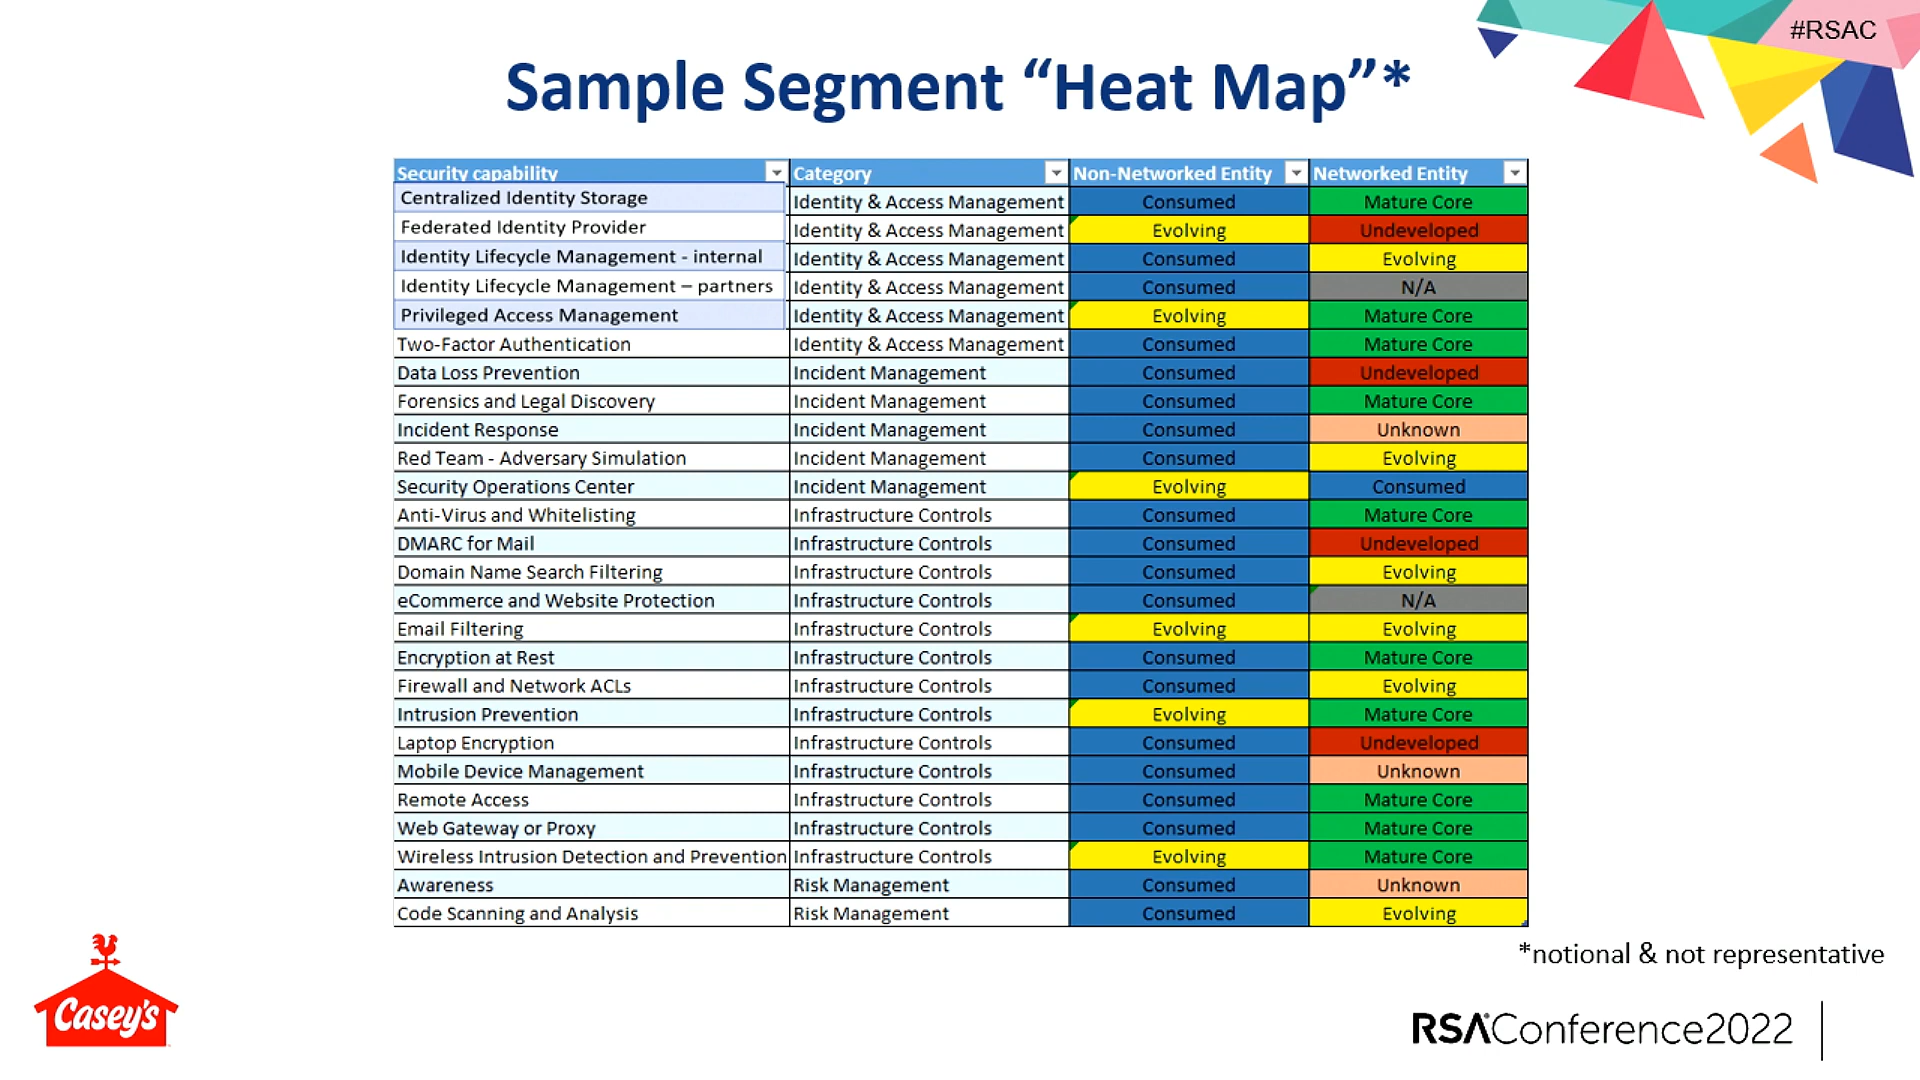 #RSAC
Sample Segment “Heat Map”*
Security capability Category Non-Networked Entity Networked Entity
Centralized Identity Storage Identity & Access Management Consumed Mature Core
Federated Identity Provider Identity & Access Management Evolving Undeveloped
Identity Lifecycle Management - internal Identity & Access Management Consumed Evolving
Identity Lifecycle Management – partners Identity & Access Management Consumed N/A
Privileged Access Management Identity & Access Management Evolving Mature Core
Two-Factor Authentication Identity & Access Management Consumed Mature Core
Data Loss Prevention Incident Management Consumed Undeveloped
Forensics and Legal Discovery Incident Management Consumed Mature Core
Incident Response Incident Management Consumed Unknown
Red Team - Adversary Simulation Incident Management Consumed Evolving
Security Operations Center Incident Management Evolving Consumed
Anti-Virus and Whitelisting Infrastructure Controls Consumed Mature Core
DMARC for Mail Infrastructure Controls Consumed Undeveloped
Domain Name Search Filtering Infrastructure Controls Consumed Evolving
eCommerce and Website Protection Infrastructure Controls Consumed N/A
Email Filtering Infrastructure Controls Evolving Evolving
Encryption at Rest Infrastructure Controls Consumed Mature Core
Firewall and Network ACLs Infrastructure Controls Consumed Evolving
Intrusion Prevention Infrastructure Controls Evolving Mature Core
Laptop Encryption Infrastructure Controls Consumed Undeveloped
Mobile Device Management Infrastructure Controls Consumed Unknown
Remote Access Infrastructure Controls Consumed Mature Core
Web Gateway or Proxy Infrastructure Controls Consumed Mature Core
Wireless Intrusion Detection and Prevention Infrastructure Controls Evolving Mature Core
Awareness Risk Management Consumed Unknown
Code Scanning and Analysis Risk Management Consumed Evolving
*notional & not representative
Casey's
RSA Conference2022